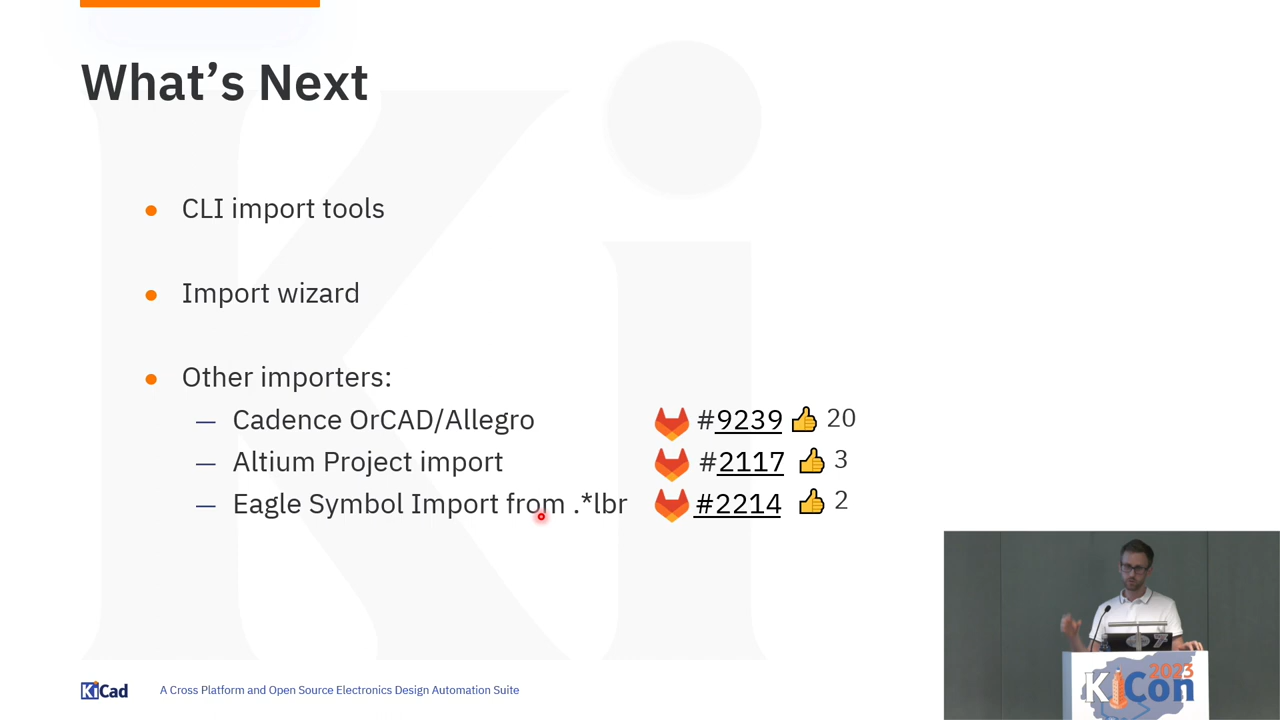 What's Next
● CLI import tools
● Import wizard
● Other importers:
— Cadence OrCAD/Allegro #9239 👍 20
— Altium Project import #2117 👍 3
— Eagle Symbol Import from .*lbr #2214 👍 2
KiCad A Cross Platform and Open Source Electronics Design Automation Suite
2023
KiCon
Ki